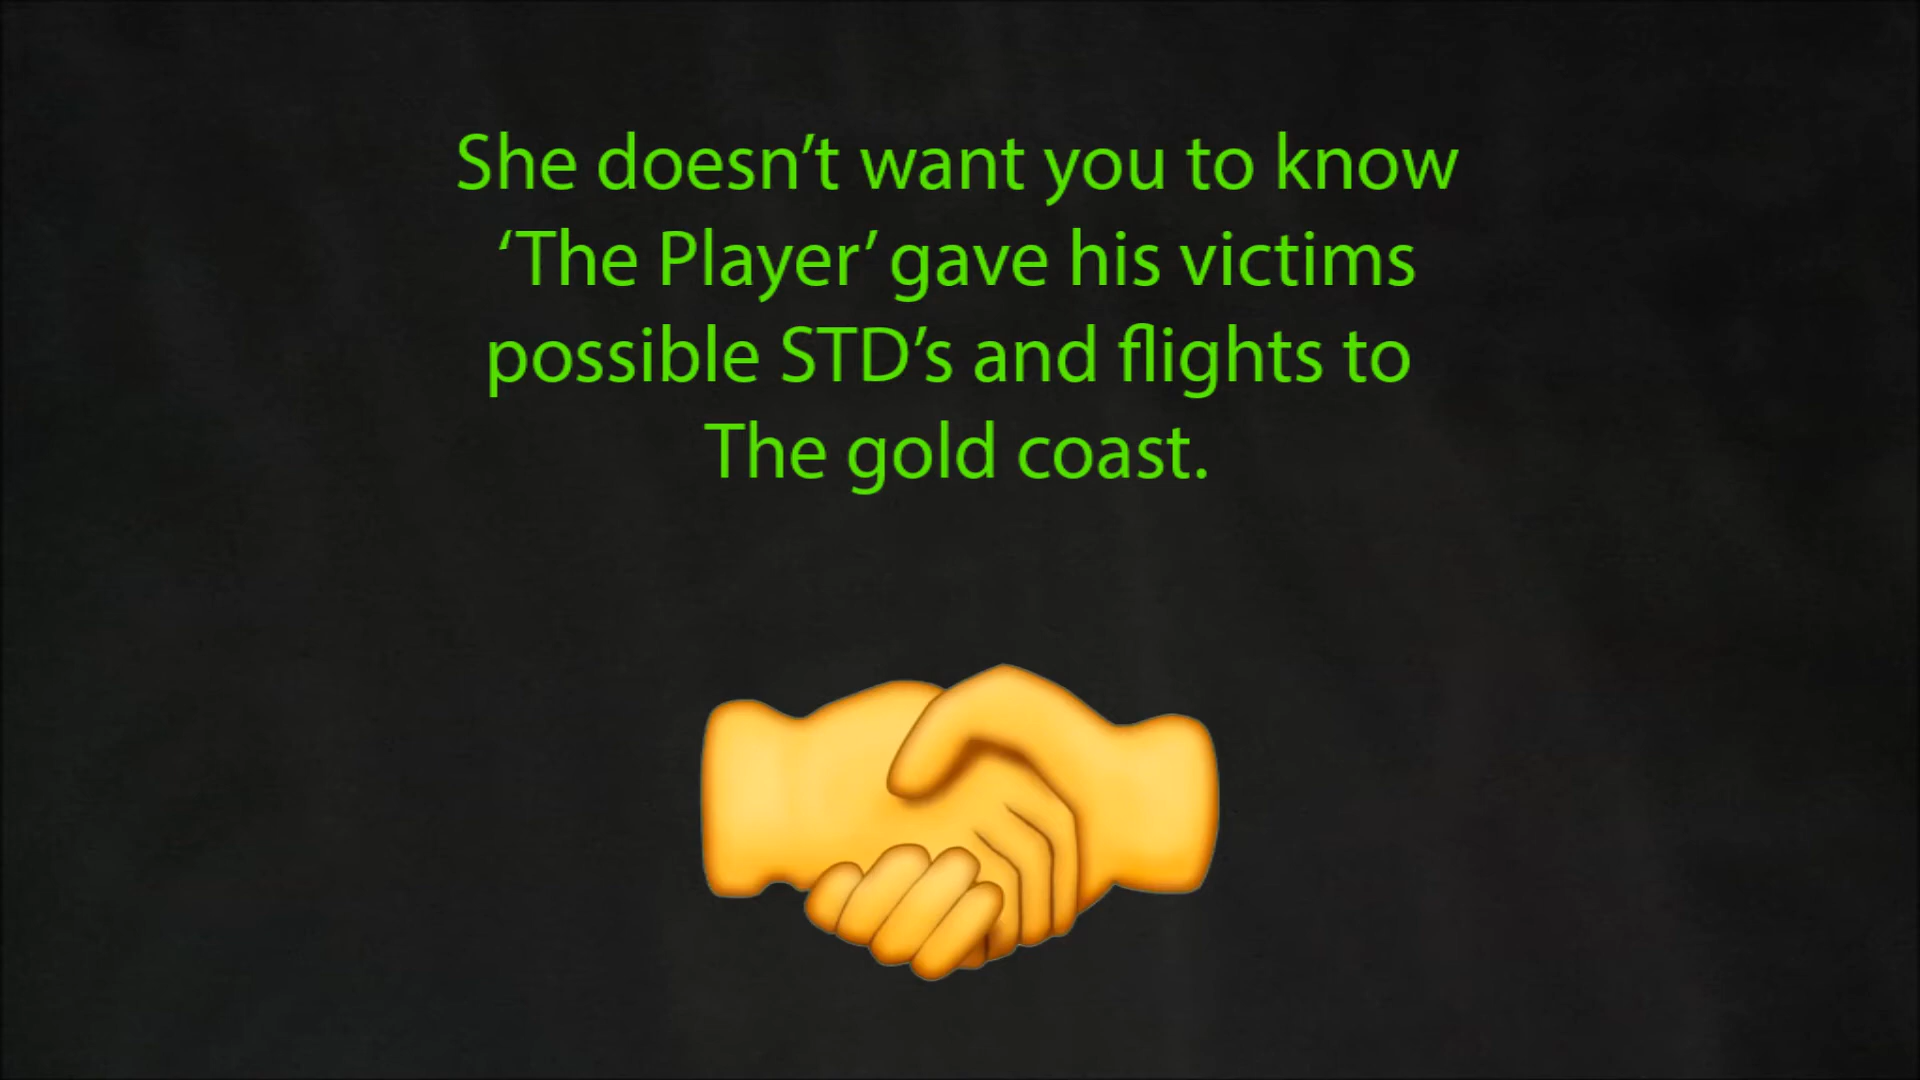 She doesn’t want you to know
‘The Player’ gave his victims
possible STD’s and flights to
The gold coast.